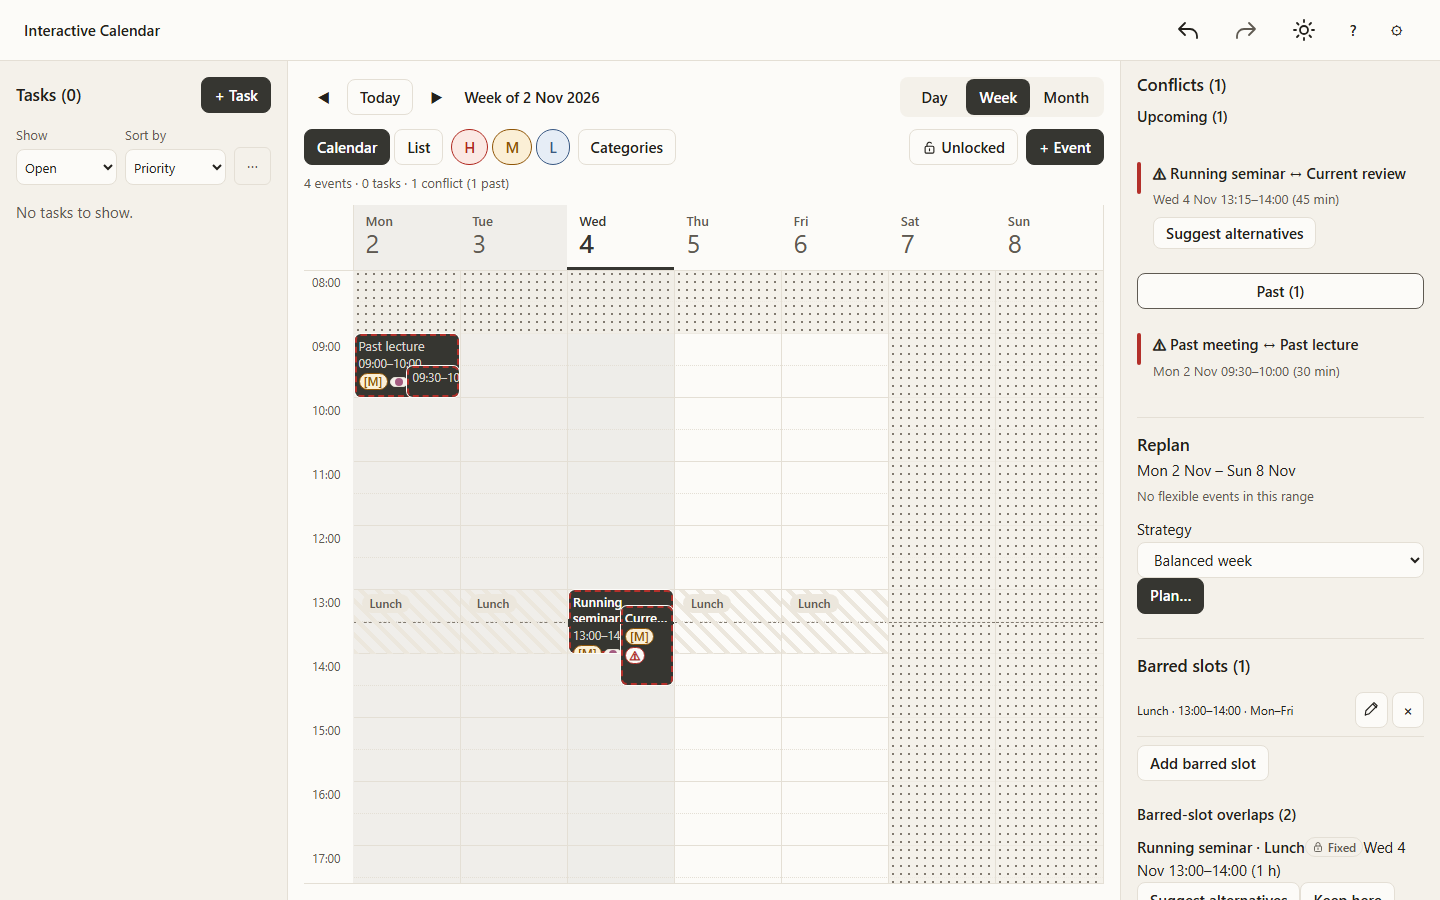 Interactive Calendar
?
Tasks (0)
+ Task
Show
Sort by
Open
Priority
...
No tasks to show.
Today
Week of 2 Nov 2026
Day
Week
Month
Calendar
List
H
M
L
Categories
Unlocked
+ Event
4 events · 0 tasks · 1 conflict (1 past)
Mon
2
Tue
3
Wed
4
Thu
5
Fri
6
Sat
7
Sun
8
08:00
09:00
10:00
11:00
12:00
13:00
14:00
15:00
16:00
17:00
Past lecture
09:00–10:00
[M]
09:30–10
Lunch
Lunch
Running
seminar
13:00–14
[M]
Curre...
[M]
Lunch
Lunch
Conflicts (1)
Upcoming (1)
Running seminar ↔ Current review
Wed 4 Nov 13:15–14:00 (45 min)
Suggest alternatives
Past (1)
Past meeting ↔ Past lecture
Mon 2 Nov 09:30–10:00 (30 min)
Replan
Mon 2 Nov – Sun 8 Nov
No flexible events in this range
Strategy
Balanced week
Plan...
Barred slots (1)
Lunch · 13:00–14:00 · Mon–Fri
×
Add barred slot
Barred-slot overlaps (2)
Running seminar · Lunch Fixed Wed 4
Nov 13:00–14:00 (1 h)
Suggest alternatives
Keep here